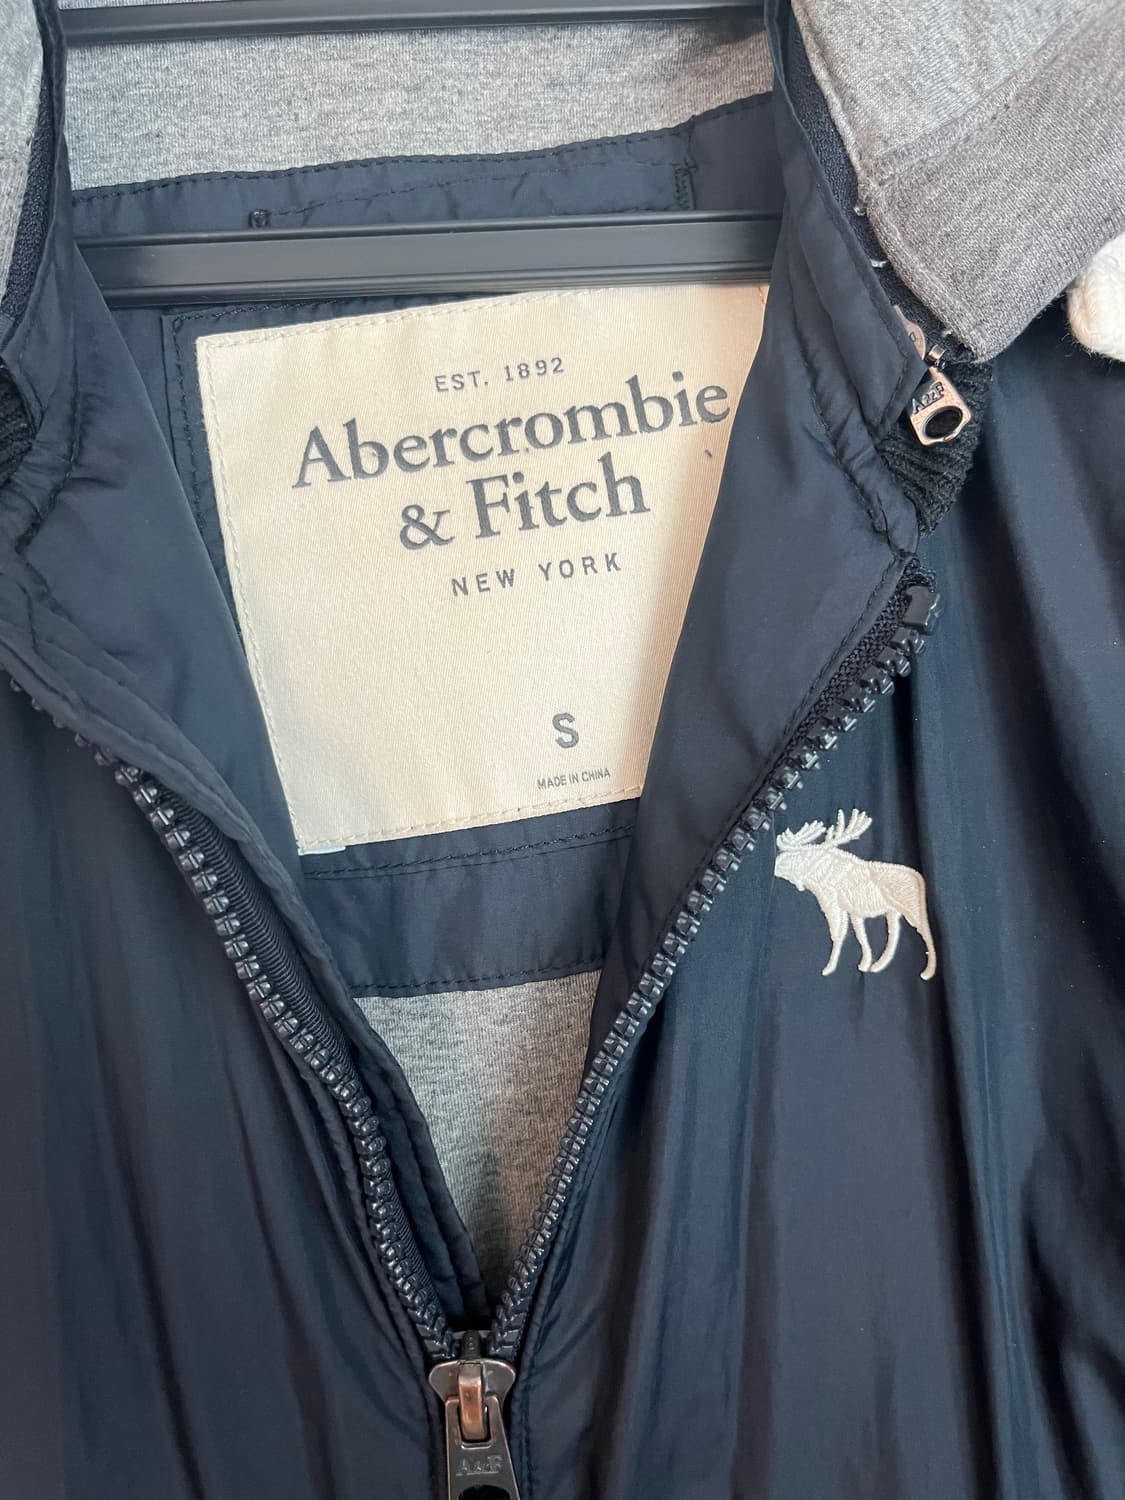 EST. 1892
Abercrombie
& Fitch
NEW YORK
S
MADE IN CHINA
A&F
A&F